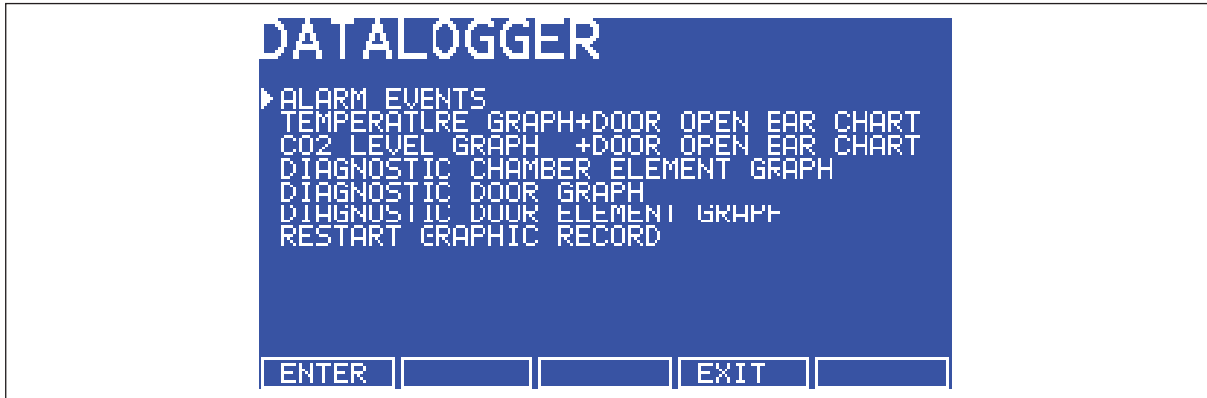 DATALOGGER
ALARM EVENTS
TEMPERATURE GRAPH+DOOR OPEN EAR CHART
CO2 LEVEL GRAPH +DOOR OPEN EAR CHART
DIAGNOSTIC CHAMBER ELEMENT GRAPH
DIAGNOSTIC DOOR GRAPH
DIAGNOSTIC DOOR ELEMENT GRAPH
RESTART GRAPHIC RECORD
ENTER EXIT